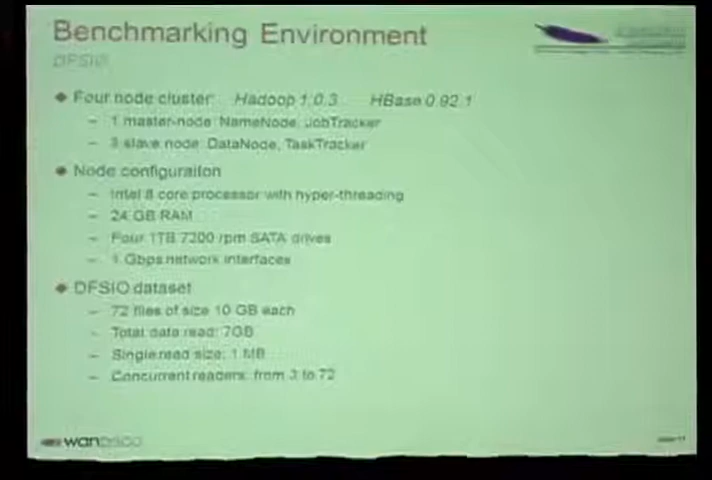 Benchmarking Environment
DFSIO
Four node cluster: Hadoop 1.0.3 HBase 0.92.1
– 1 master-node: NameNode, JobTracker
– 3 slave node: DataNode, TaskTracker
Node configuration
– Intel 8 core processor with hyper-threading
– 24 GB RAM
– Four 1TB 7200 rpm SATA drives
– 1 Gbps network interfaces
DFSIO dataset
– 72 files of size 10 GB each
– Total data read: 7GB
– Single read size: 1 MB
– Concurrent readers: from 3 to 72
wandisco